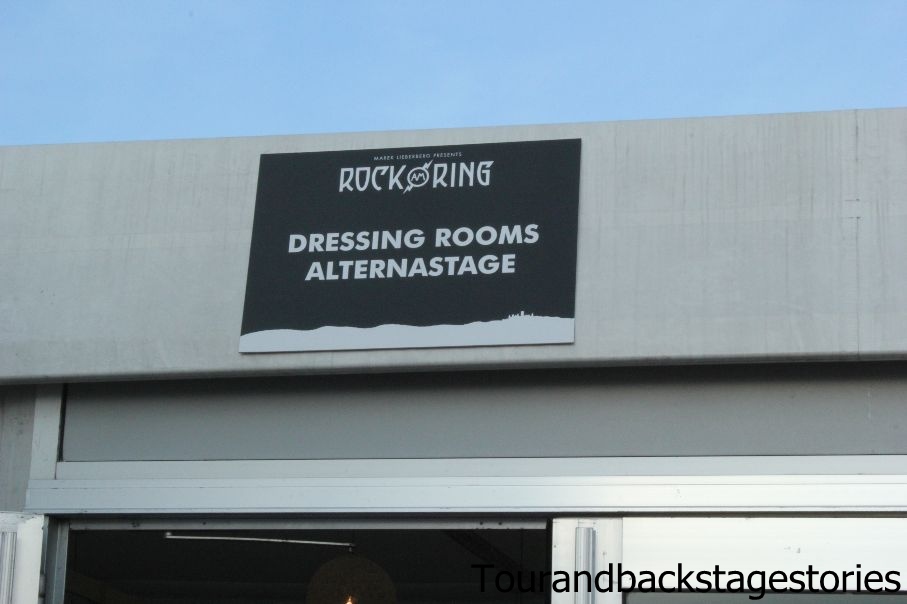 MAREK LIEBERBERG PRESENTS
ROCK AM RING
DRESSING ROOMS
ALTERNASTAGE
Tourandbackstagestories